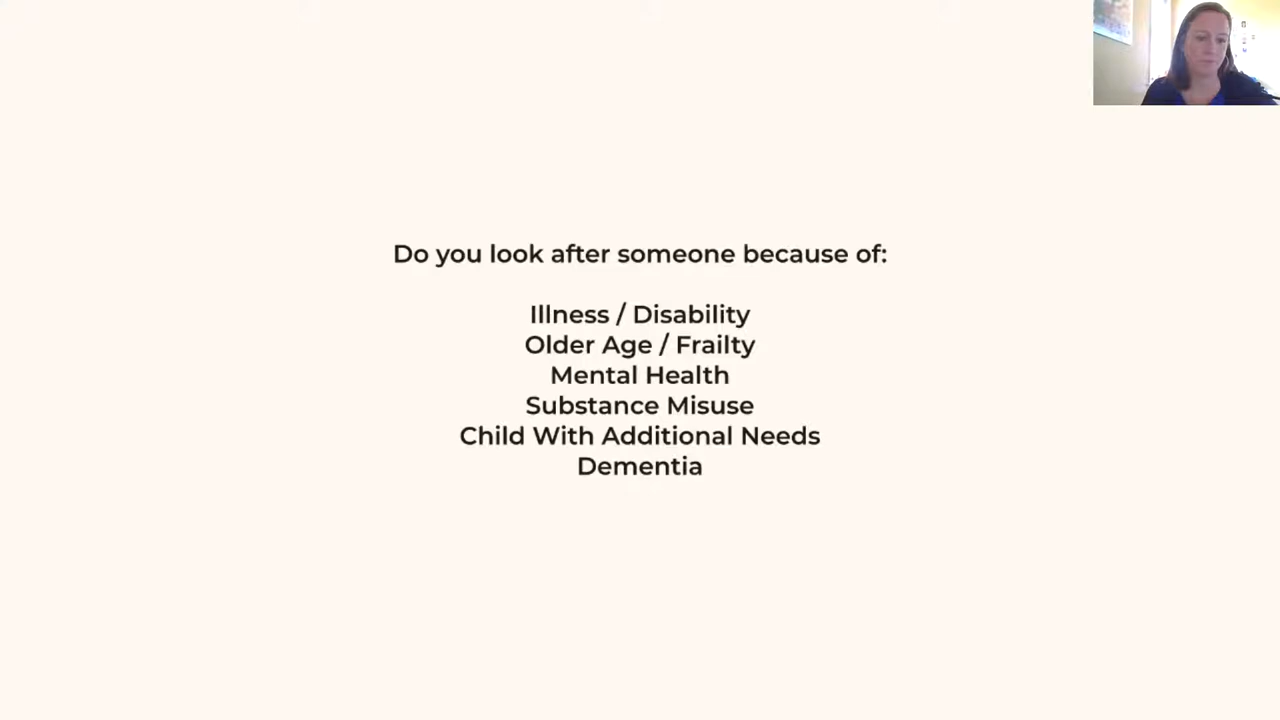 Do you look after someone because of:
Illness / Disability
Older Age / Frailty
Mental Health
Substance Misuse
Child With Additional Needs
Dementia